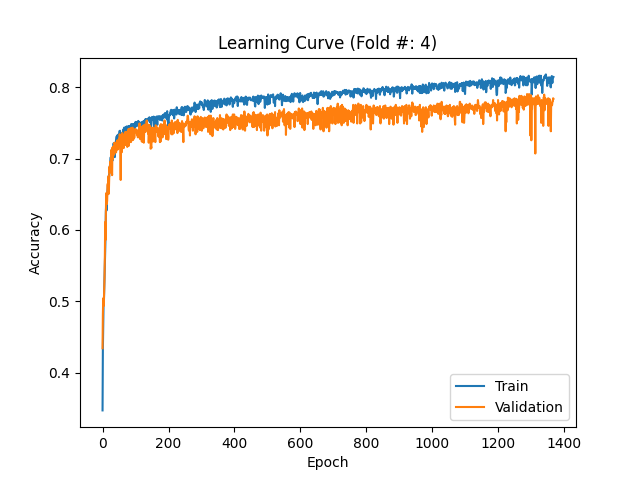 Learning Curve (Fold #: 4)
0.8
0.7
0.6
0.5
0.4
Accuracy
Train
Validation
0 200 400 600 800 1000 1200 1400
Epoch